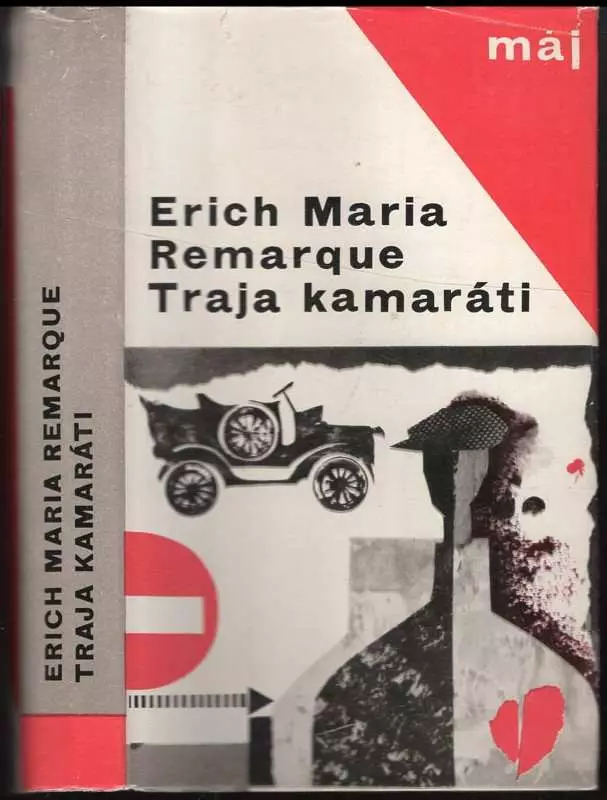 máj
Erich Maria
Remarque
Traja kamaráti
ERICH MARIA REMARQUE
TRAJA KAMARÁTI